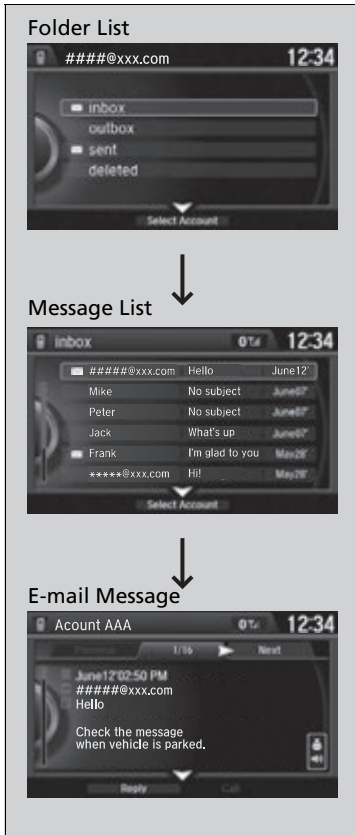 Folder List
####@xxx.com 12:34
inbox
outbox
sent
deleted
Select Account
Message List
inbox 12:34
#####@xxx.com Hello June12'
Mike No subject June07'
Peter No subject June07'
Jack What's up June07'
Frank I'm glad to you May28'
*****@xxx.com Hi! May28'
Select Account
E-mail Message
Acount AAA 12:34
Previous 1/16 Next
June12'02:50 PM
#####@xxx.com
Hello
Check the message
when vehicle is parked.
Reply Call